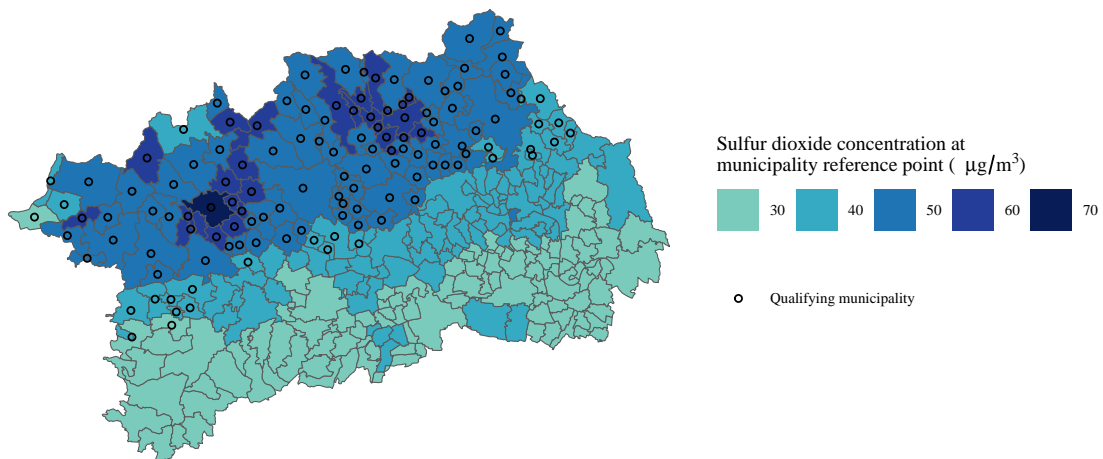 Sulfur dioxide concentration at
municipality reference point ( μg/m³)
30 40 50 60 70
Qualifying municipality